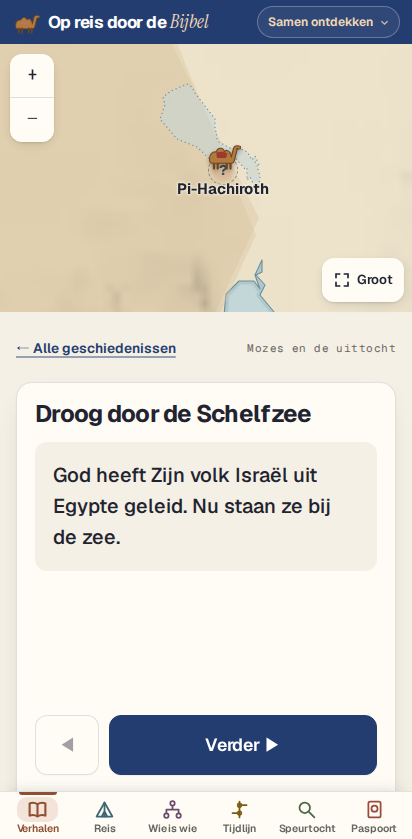 Op reis door de Bijbel
Samen ontdekken
+
?
Pi-Hachiroth
−
Groot
← Alle geschiedenissen
Mozes en de uittocht
Droog door de Schelfzee
God heeft Zijn volk Israël uit
Egypte geleid. Nu staan ze bij
de zee.
◀
Verder ▶
Verhalen
Reis
Wie is wie
Tijdlijn
Speurtocht
Paspoort